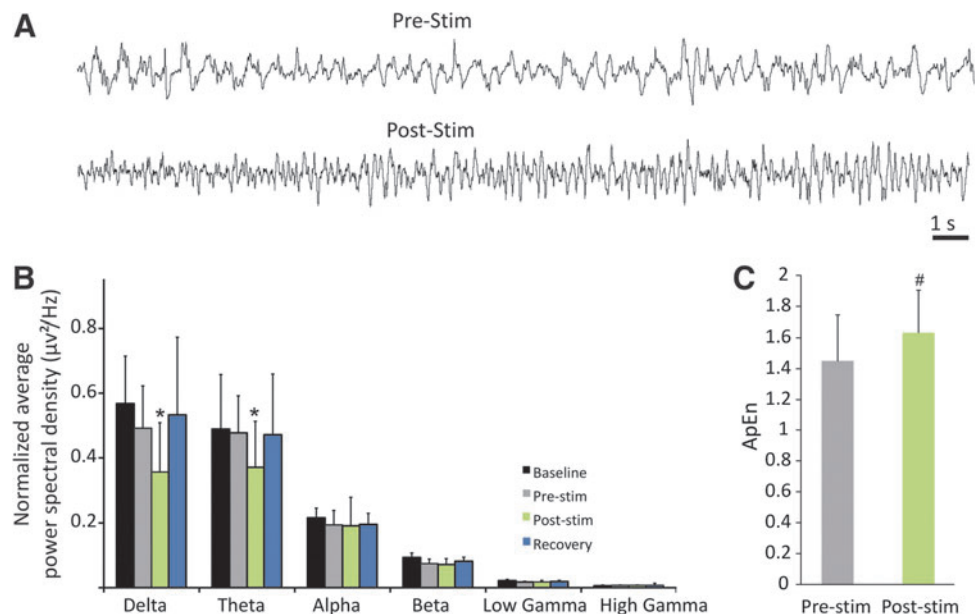 A
Pre-Stim
Post-Stim
1 s
B
Normalized average
power spectral density (µv²/Hz)
0.8
0.6
0.4
0.2
*
*
Baseline
Pre-stim
Post-stim
Recovery
Delta Theta Alpha Beta Low Gamma High Gamma
C
ApEn
2
1.8
1.6
1.4
1.2
1
0.8
0.6
0.4
0.2
0
#
Pre-stim Post-stim